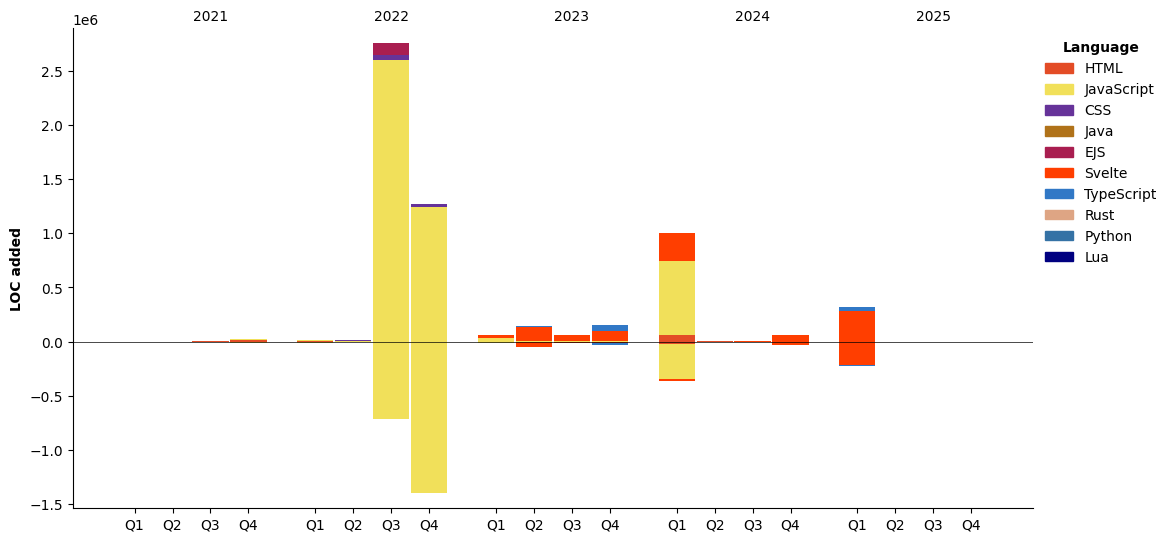 1e6
2021 2022 2023 2024 2025
Language
HTML
JavaScript
CSS
Java
EJS
Svelte
TypeScript
Rust
Python
Lua
LOC added
2.5
2.0
1.5
1.0
0.5
0.0
−0.5
−1.0
−1.5
Q1 Q2 Q3 Q4 Q1 Q2 Q3 Q4 Q1 Q2 Q3 Q4 Q1 Q2 Q3 Q4 Q1 Q2 Q3 Q4